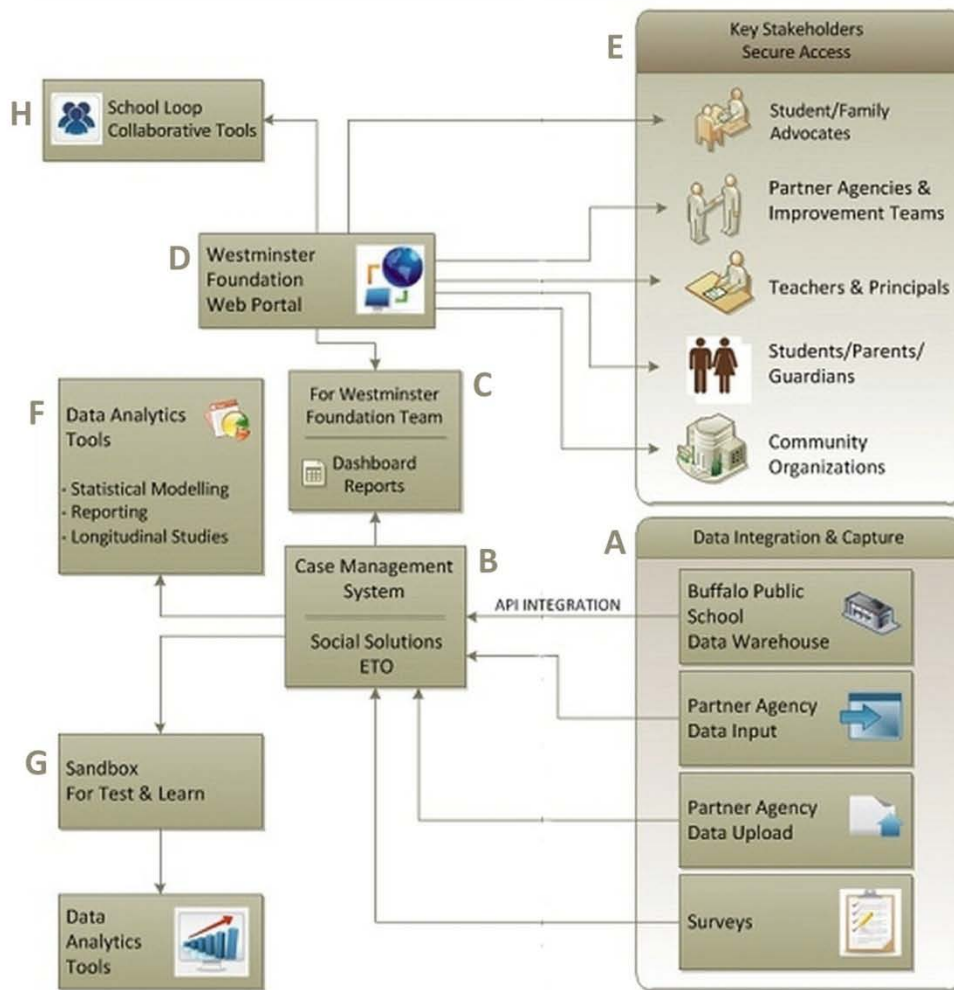 E
Key Stakeholders
Secure Access
H
School Loop
Collaborative Tools
Student/Family
Advocates
Partner Agencies &
Improvement Teams
D
Westminster
Foundation
Web Portal
Teachers & Principals
Students/Parents/
Guardians
C
For Westminster
Foundation Team
Dashboard
Reports
Community
Organizations
F
Data Analytics
Tools
- Statistical Modelling
- Reporting
- Longitudinal Studies
A
Data Integration & Capture
B
Case Management
System
Social Solutions
ETO
API INTEGRATION
Buffalo Public
School
Data Warehouse
Partner Agency
Data Input
G
Sandbox
For Test & Learn
Partner Agency
Data Upload
Data
Analytics
Tools
Surveys